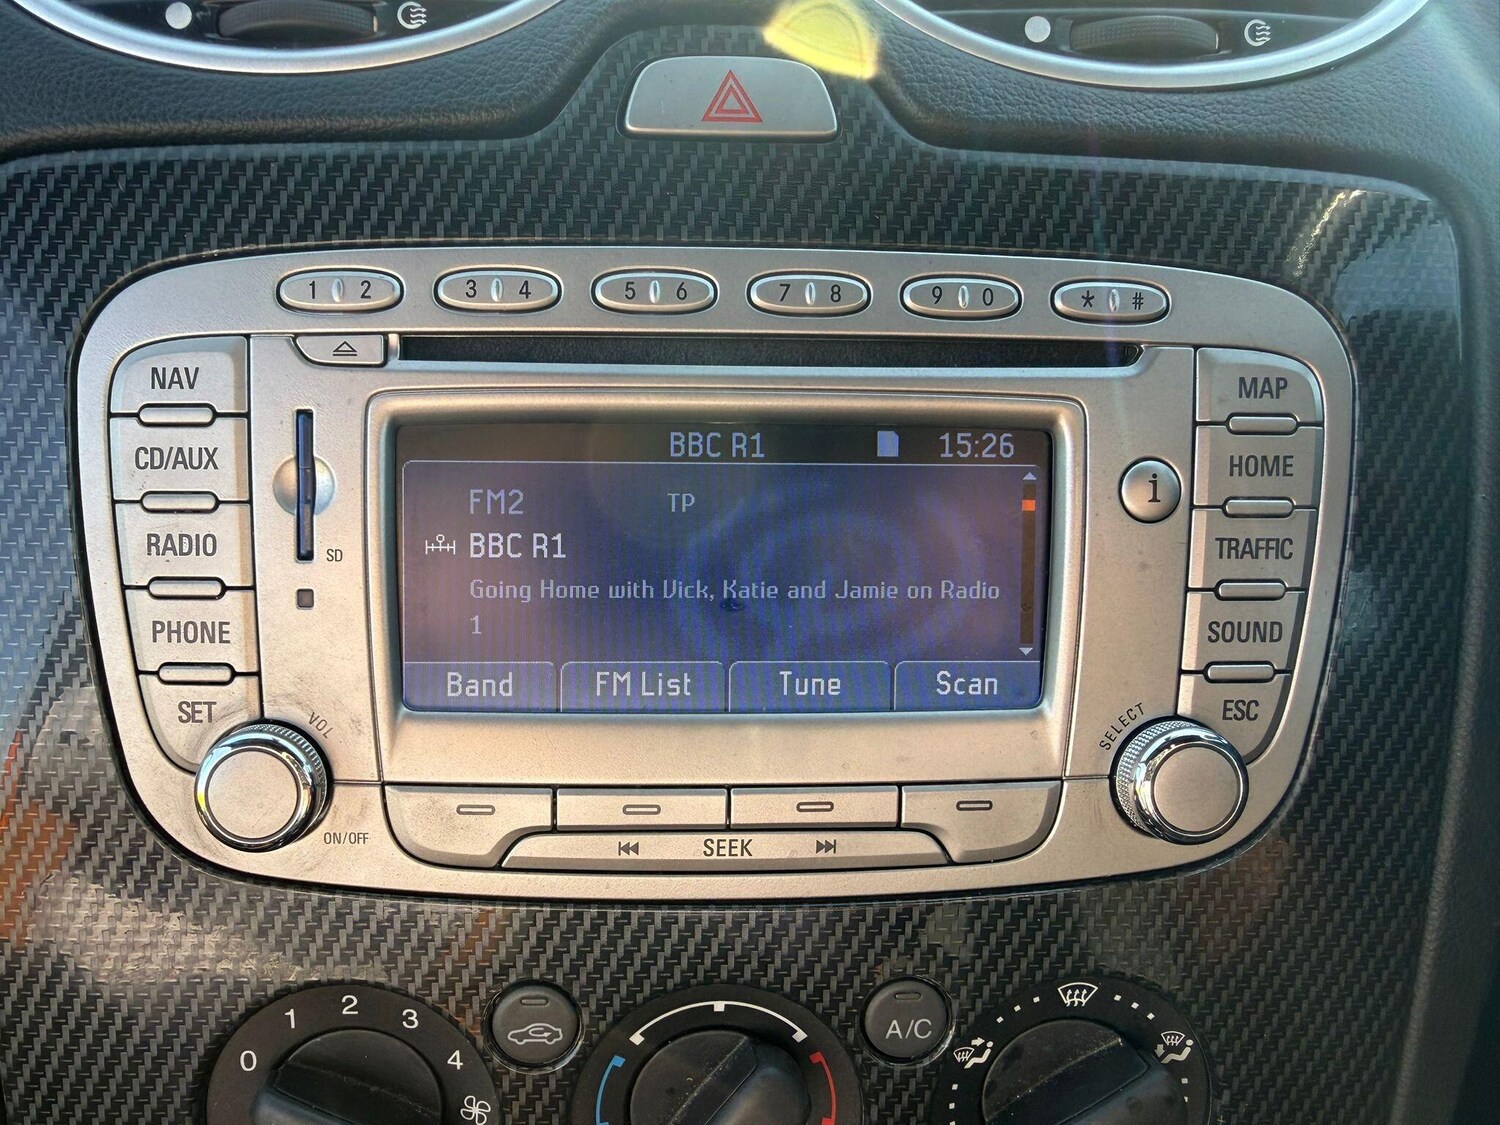 1 2
3 4
5 6
7 8
9 0
* #
NAV
CD/AUX
RADIO
PHONE
SET
SD
VOL
ON/OFF
BBC R1 15:26
FM2 TP
BBC R1
Going Home with Vick, Katie and Jamie on Radio
1
Band FM List Tune Scan
SEEK
MAP
i
HOME
TRAFFIC
SOUND
ESC
SELECT
0 1 2 3 4
A/C